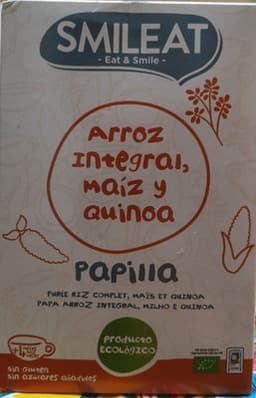 SMILEAT
- Eat & Smile -
Arroz
Integral,
Maíz y
Quinoa
Papilla
PURÉE RIZ COMPLET, MAÏS ET QUINOA
PAPA ARROZ INTEGRAL, MILHO E QUINOA
PRODUCTO
ECOLÓGICO
sin Gluten
sin azúcares añadidos